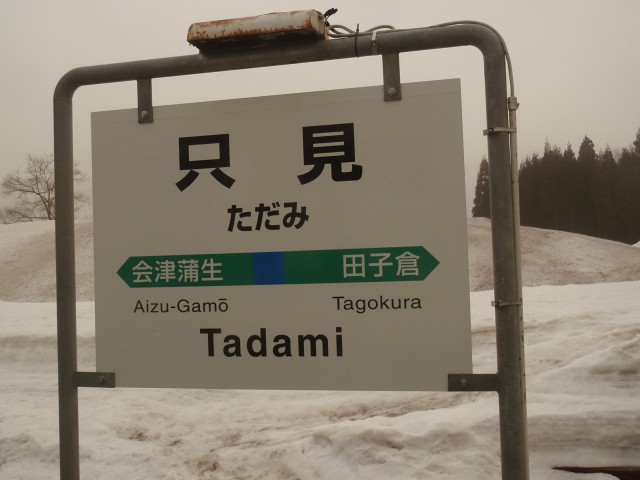 只見
ただみ
会津蒲生 田子倉
Aizu-Gamō Tagokura
Tadami